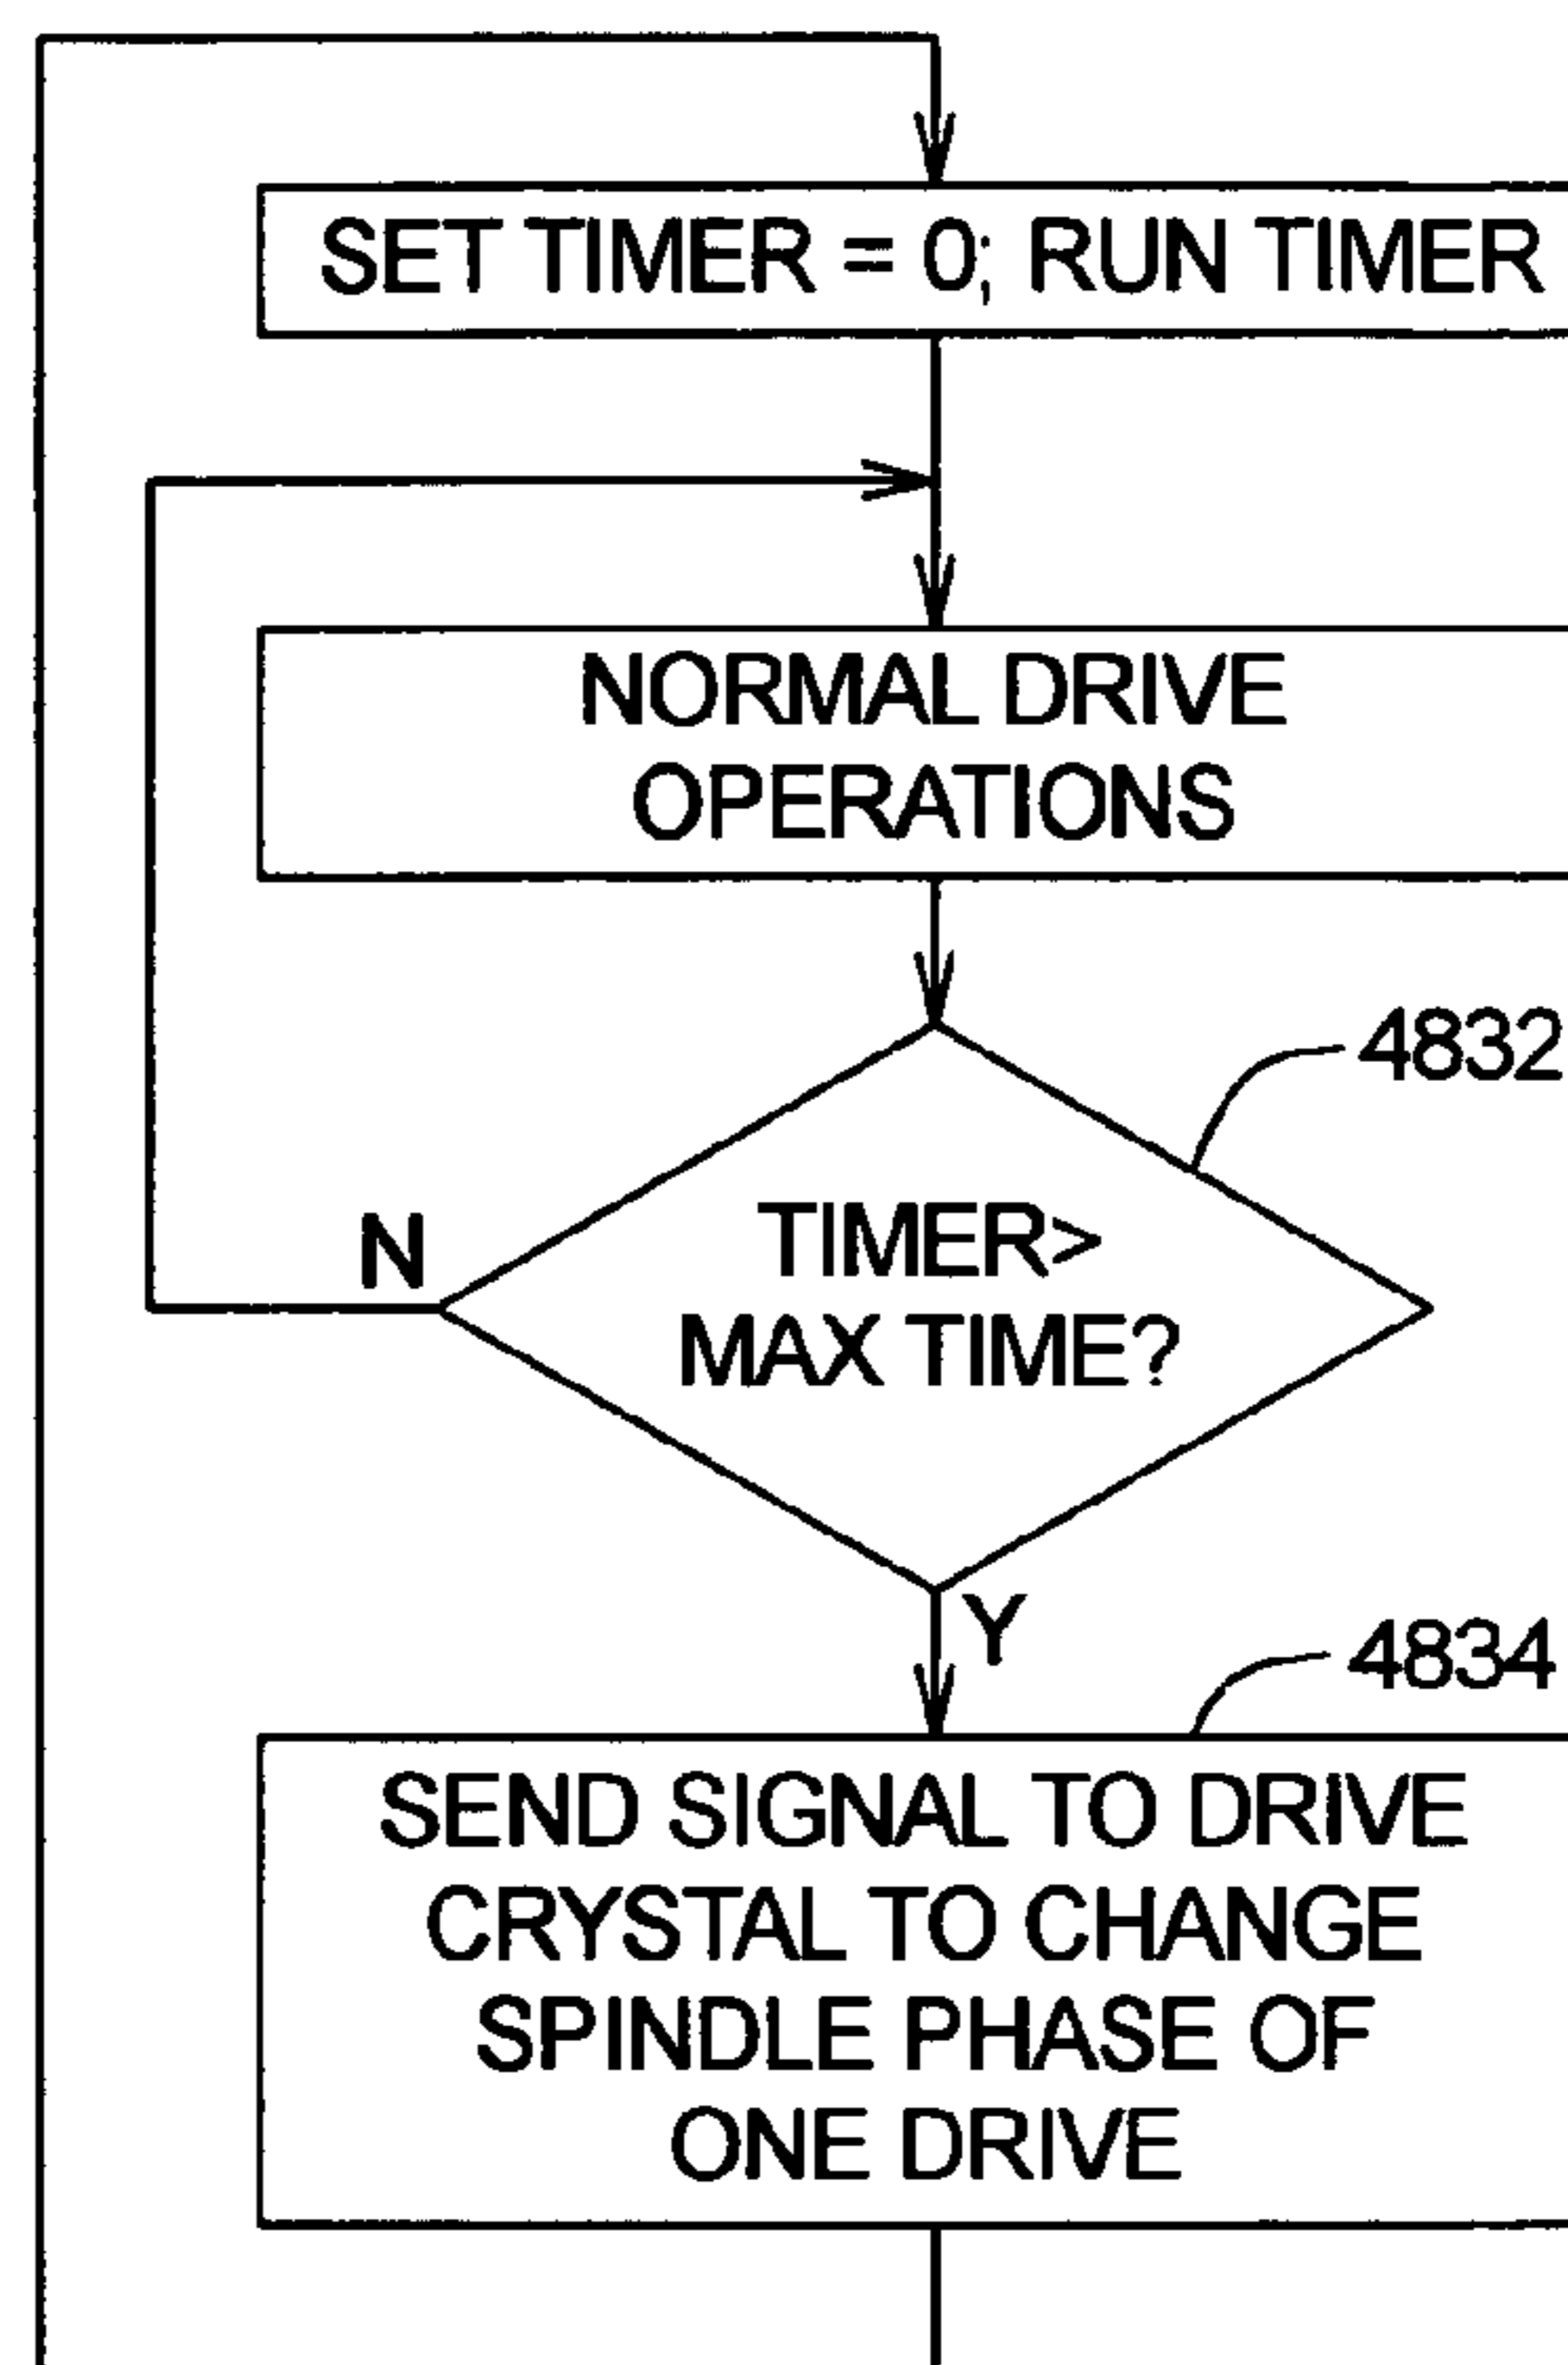 SET TIMER = 0; RUN TIMER
NORMAL DRIVE
OPERATIONS
4832
TIMER>
MAX TIME?
N
Y
4834
SEND SIGNAL TO DRIVE
CRYSTAL TO CHANGE
SPINDLE PHASE OF
ONE DRIVE